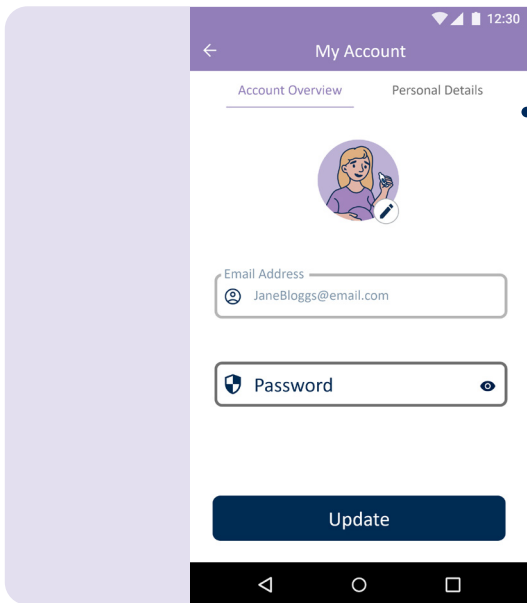 12:30
My Account
Account Overview Personal Details
Email Address
JaneBloggs@email.com
Password
Update